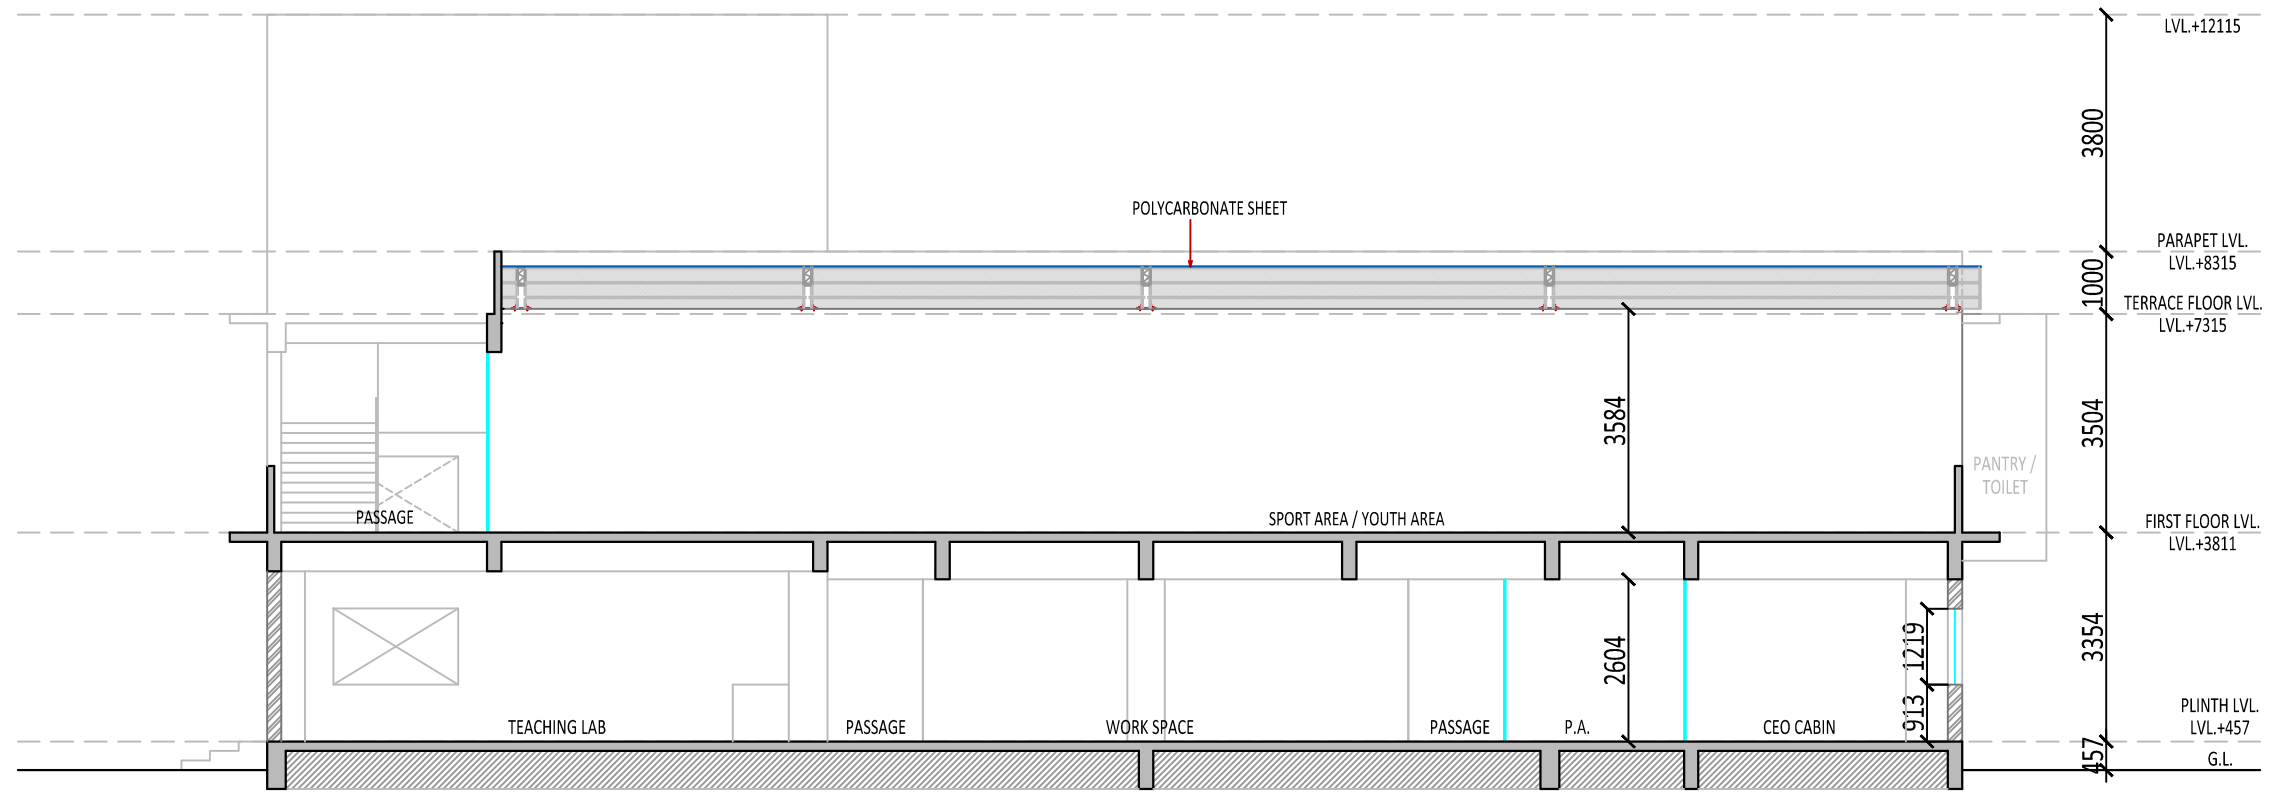 LVL.+12115
3800
POLYCARBONATE SHEET
PARAPET LVL.
LVL.+8315
1000
TERRACE FLOOR LVL.
LVL.+7315
3584
3504
PANTRY /
TOILET
PASSAGE
SPORT AREA / YOUTH AREA
FIRST FLOOR LVL.
LVL.+3811
2604
1219
3354
913
PLINTH LVL.
LVL.+457
TEACHING LAB
PASSAGE
WORK SPACE
PASSAGE
P.A.
CEO CABIN
457
G.L.